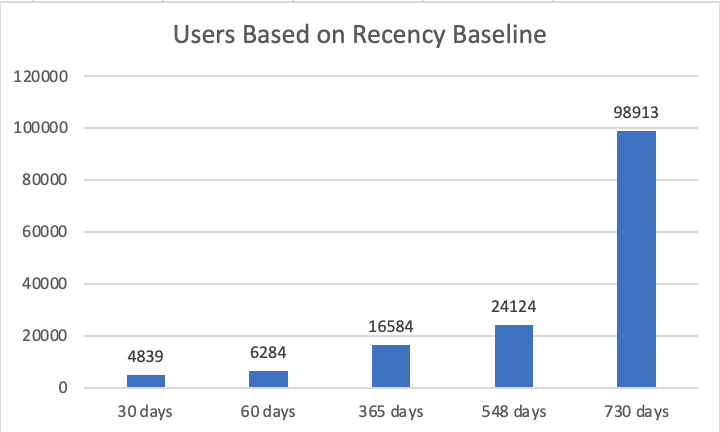 Users Based on Recency Baseline
120000
100000
80000
60000
40000
20000
0
4839
6284
16584
24124
98913
30 days
60 days
365 days
548 days
730 days